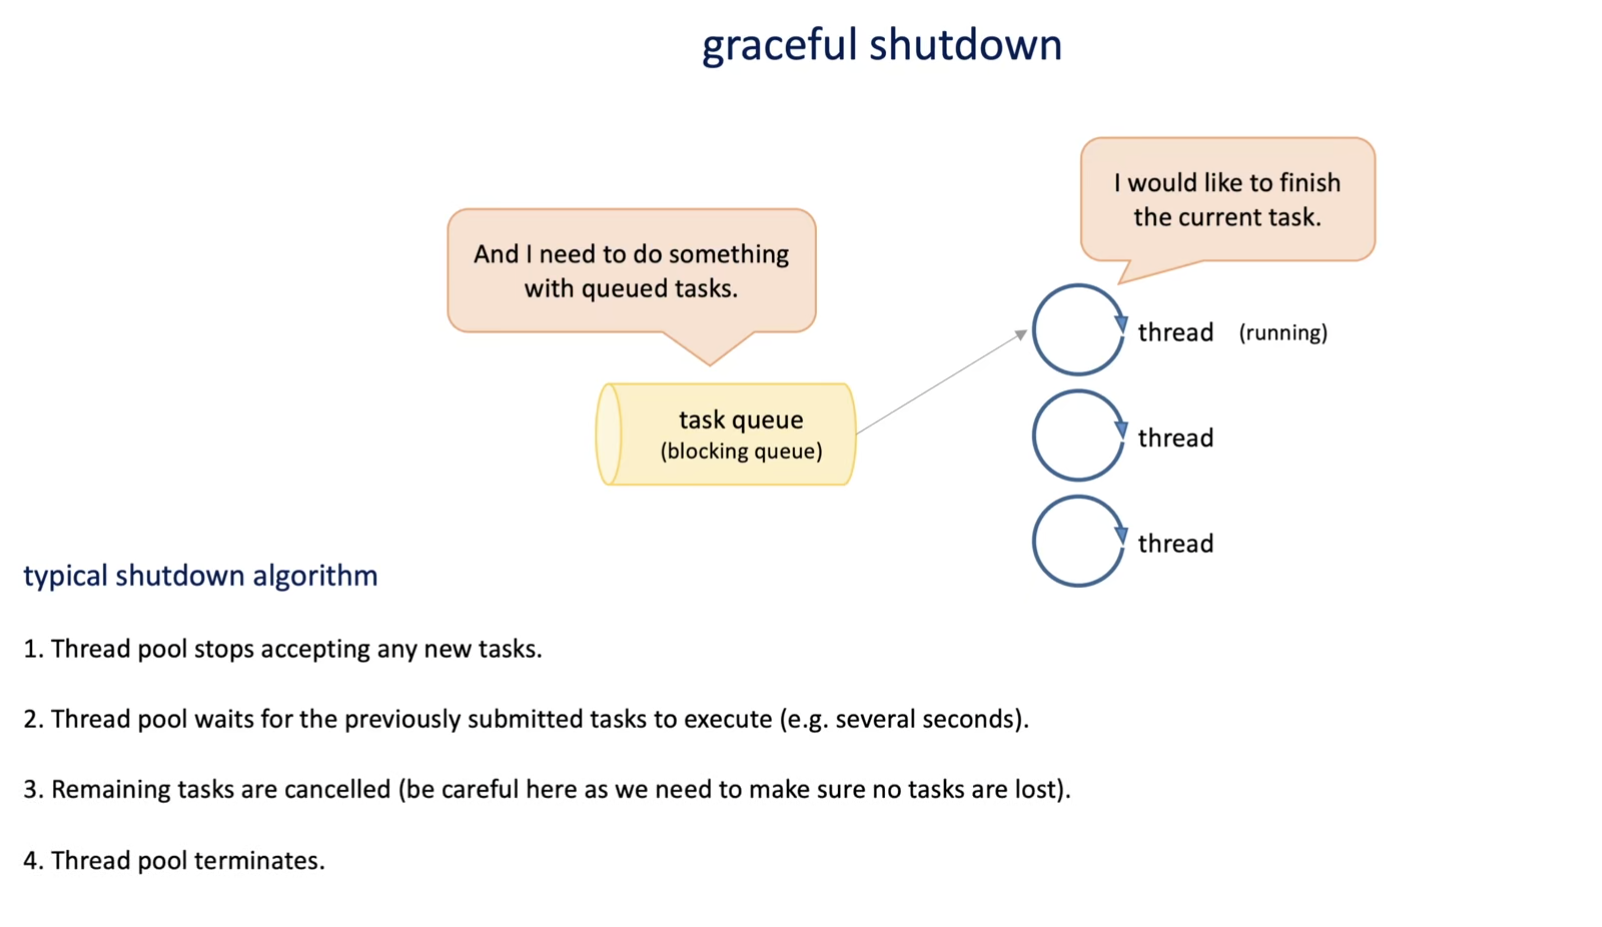 graceful shutdown
I would like to finish
the current task.
And I need to do something
with queued tasks.
thread (running)
task queue
(blocking queue)
thread
thread
typical shutdown algorithm
1. Thread pool stops accepting any new tasks.
2. Thread pool waits for the previously submitted tasks to execute (e.g. several seconds).
3. Remaining tasks are cancelled (be careful here as we need to make sure no tasks are lost).
4. Thread pool terminates.